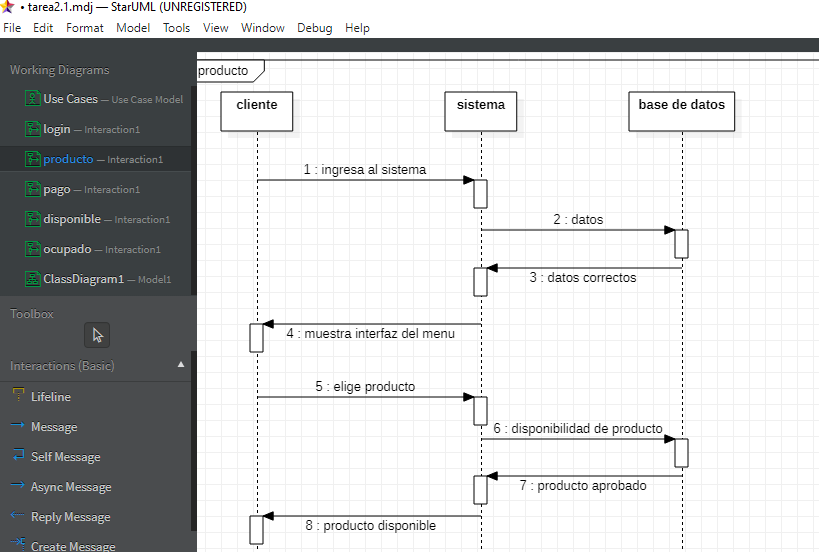 • tarea2.1.mdj — StarUML (UNREGISTERED)
File Edit Format Model Tools View Window Debug Help
Working Diagrams
Use Cases — Use Case Model
login — Interaction1
producto — Interaction1
pago — Interaction1
disponible — Interaction1
ocupado — Interaction1
ClassDiagram1 — Model1
Toolbox
Interactions (Basic)
Lifeline
Message
Self Message
Async Message
Reply Message
Create Message
producto
cliente
sistema
base de datos
1 : ingresa al sistema
2 : datos
3 : datos correctos
4 : muestra interfaz del menu
5 : elige producto
6 : disponibilidad de producto
7 : producto aprobado
8 : producto disponible